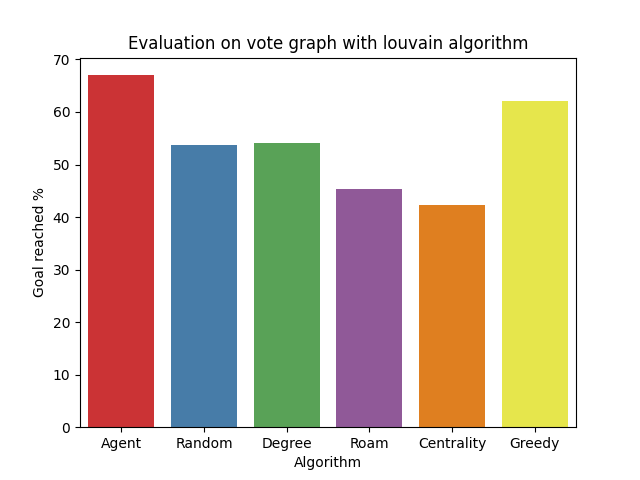 Evaluation on vote graph with louvain algorithm
70
60
50
40
30
20
10
0
Goal reached %
Agent Random Degree Roam Centrality Greedy
Algorithm